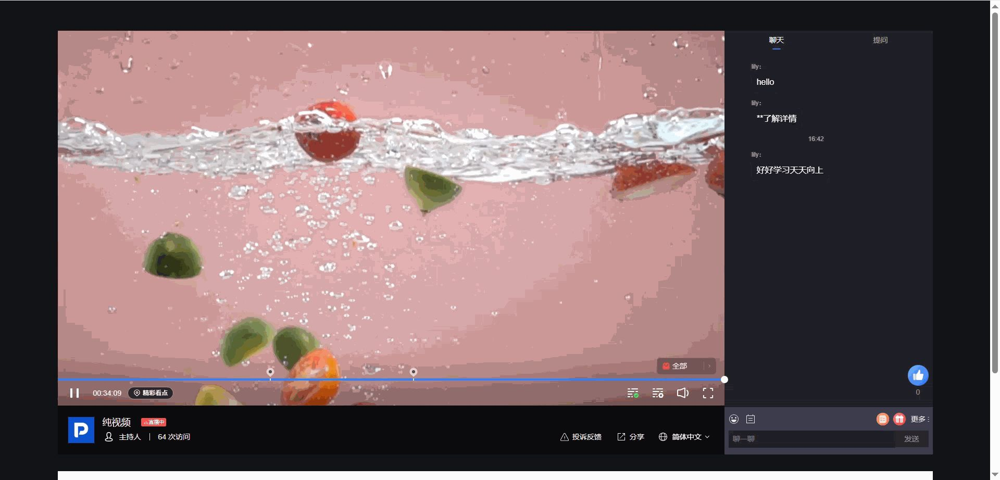 聊天
提问
lily:
hello
lily:
**了解详情
16:42
lily:
好好学习天天向上
全部
00:34:09
精彩看点
0
纯视频
直播中
主持人
64 次访问
投诉反馈
分享
简体中文
更多
聊一聊
发送